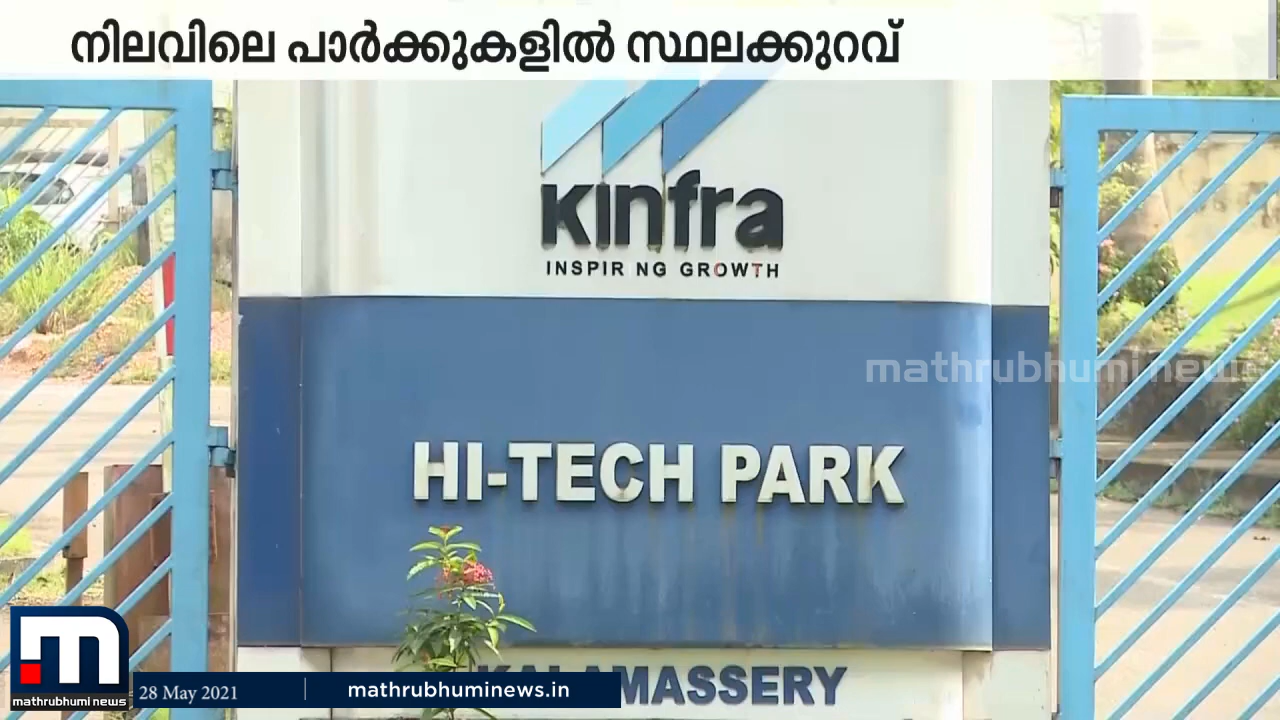 നിലവിലെ പാർക്കുകളിൽ സ്ഥലക്കുറവ്
Kinfra
INSPIR NG GROWTH
mathrubhumi news
HI-TECH PARK
KALAMASSERY
mathrubhumi news
28 May 2021
mathrubhuminews.in